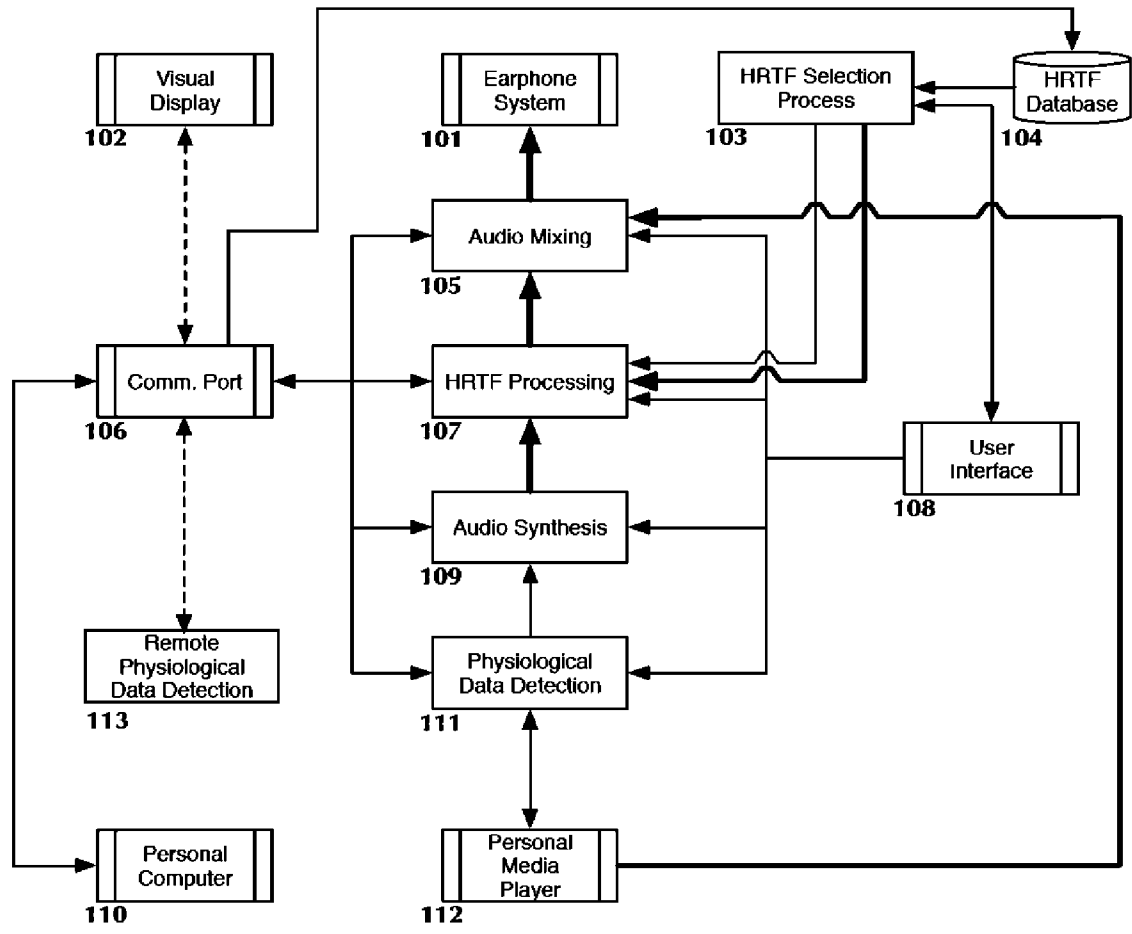 Visual
Display
102
Earphone
System
101
HRTF Selection
Process
103
HRTF
Database
104
Audio Mixing
105
Comm. Port
106
HRTF Processing
107
User
Interface
108
Audio Synthesis
109
Remote
Physiological
Data Detection
113
Physiological
Data Detection
111
Personal
Computer
110
Personal
Media
Player
112